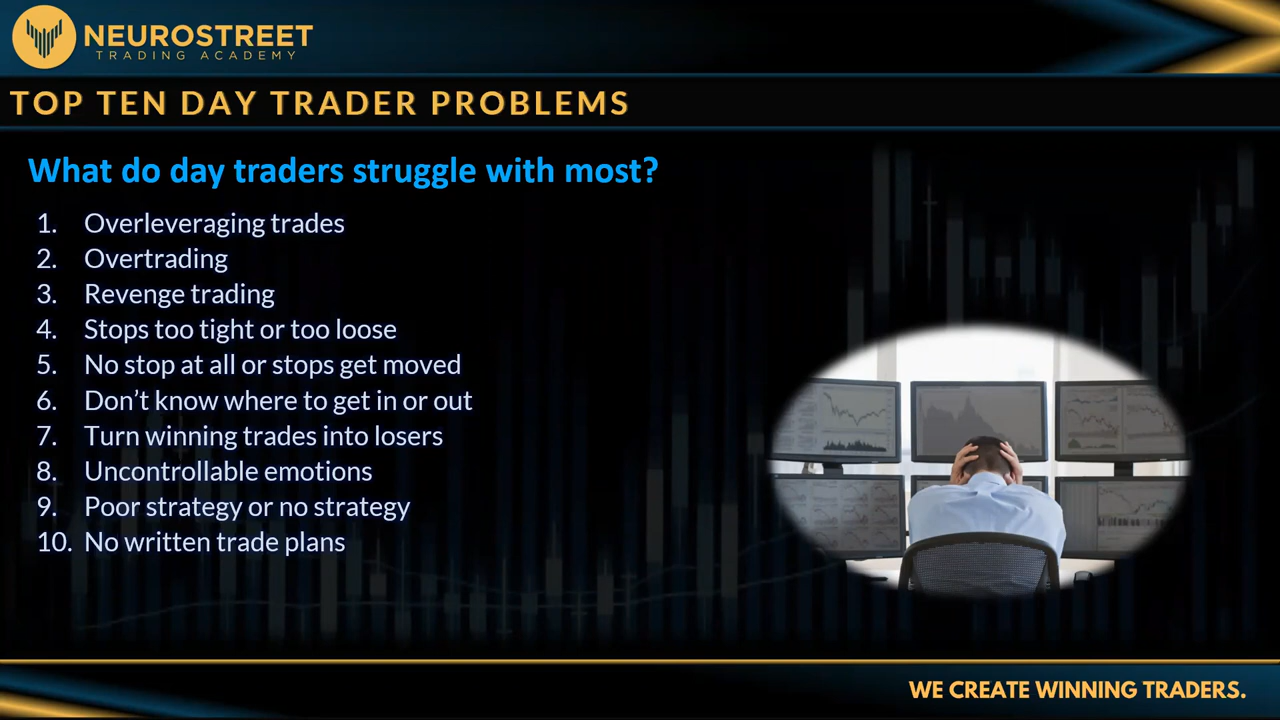 NEUROSTREET
TRADING ACADEMY
TOP TEN DAY TRADER PROBLEMS
What do day traders struggle with most?
1. Overleveraging trades
2. Overtrading
3. Revenge trading
4. Stops too tight or too loose
5. No stop at all or stops get moved
6. Don’t know where to get in or out
7. Turn winning trades into losers
8. Uncontrollable emotions
9. Poor strategy or no strategy
10. No written trade plans
WE CREATE WINNING TRADERS.